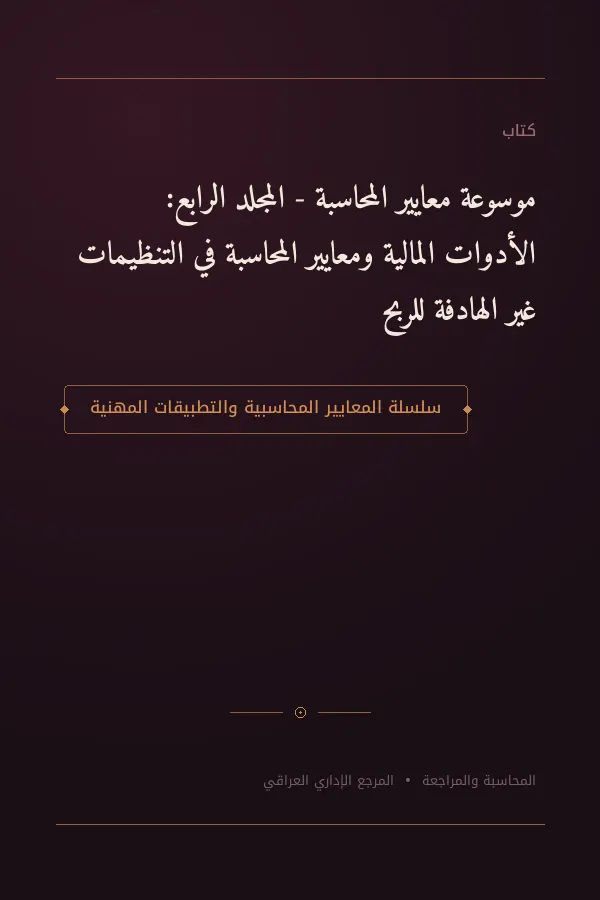 كتاب
موسوعة معايير المحاسبة - المجلد الرابع:
الأدوات المالية ومعايير المحاسبة في التنظيمات
غير الهادفة للربح
سلسلة المعايير المحاسبية والتطبيقات المهنية
المحاسبة والمراجعة • المرجع الإداري العراقي